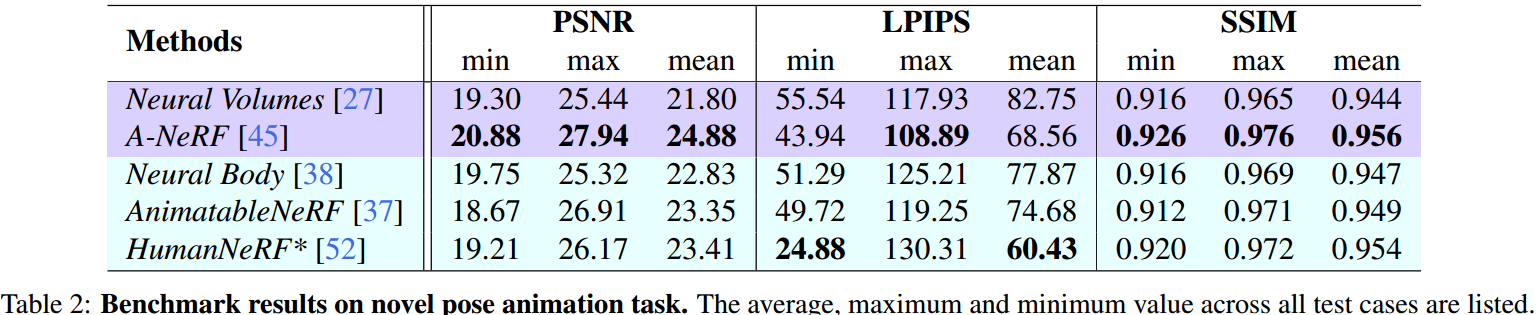 Methods PSNR LPIPS SSIM
min max mean min max mean min max mean
Neural Volumes [27] 19.30 25.44 21.80 55.54 117.93 82.75 0.916 0.965 0.944
A-NeRF [45] 20.88 27.94 24.88 43.94 108.89 68.56 0.926 0.976 0.956
Neural Body [38] 19.75 25.32 22.83 51.29 125.21 77.87 0.916 0.969 0.947
AnimatableNeRF [37] 18.67 26.91 23.35 49.72 119.25 74.68 0.912 0.971 0.949
HumanNeRF* [52] 19.21 26.17 23.41 24.88 130.31 60.43 0.920 0.972 0.954
Table 2: Benchmark results on novel pose animation task. The average, maximum and minimum value across all test cases are listed.